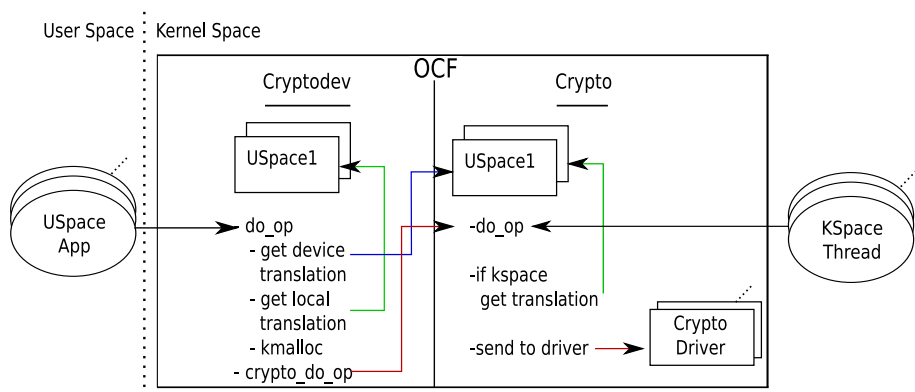 User Space
Kernel Space
OCF
Cryptodev
Crypto
USpace1
USpace1
USpace
App
- do_op
- get device
translation
- get local
translation
- kmalloc
- crypto_do_op
-do_op
-if kspace
get translation
-send to driver
Crypto
Driver
KSpace
Thread